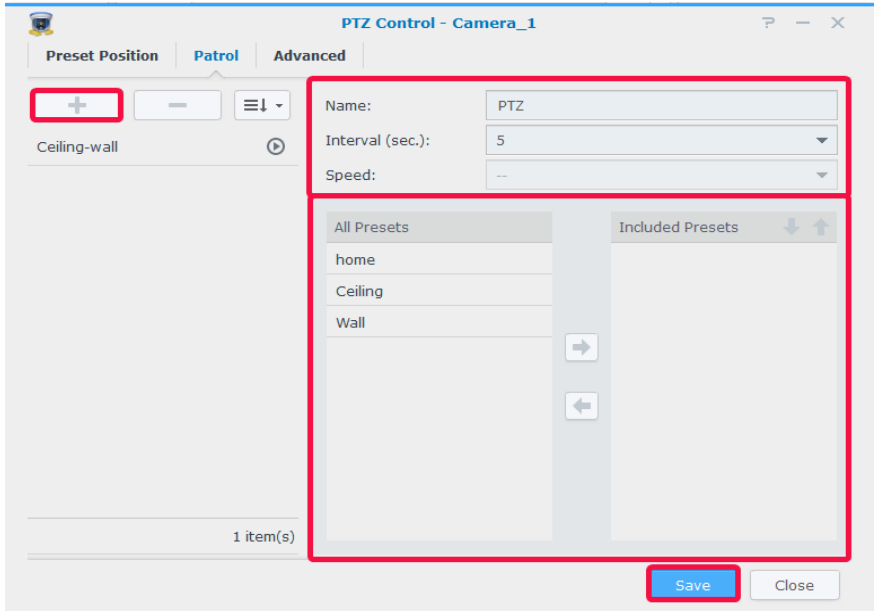 PTZ Control - Camera_1
Preset Position Patrol Advanced
Ceiling-wall
1 item(s)
Name: PTZ
Interval (sec.): 5
Speed: --
All Presets
home
Ceiling
Wall
Included Presets
Save Close